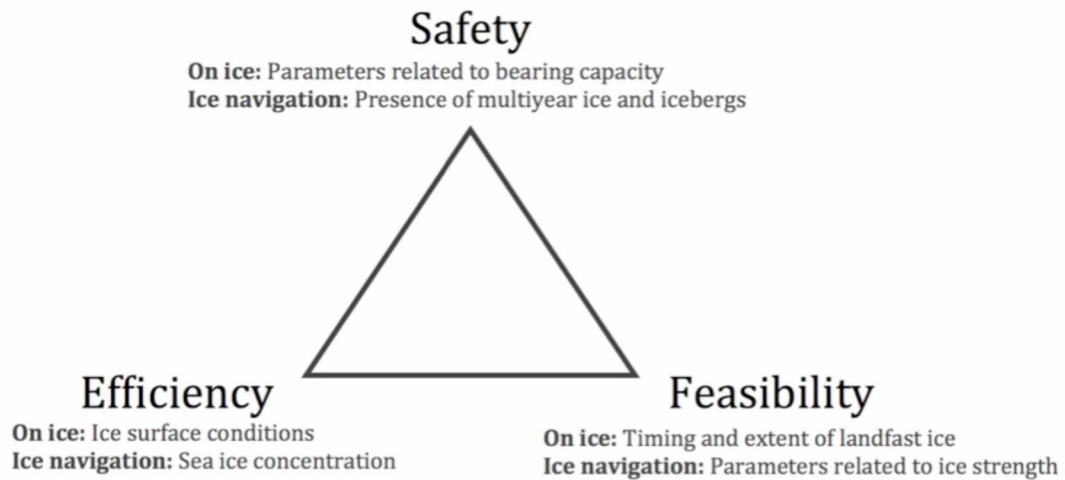 Safety
On ice: Parameters related to bearing capacity
Ice navigation: Presence of multiyear ice and icebergs
Efficiency
On ice: Ice surface conditions
Ice navigation: Sea ice concentration
Feasibility
On ice: Timing and extent of landfast ice
Ice navigation: Parameters related to ice strength